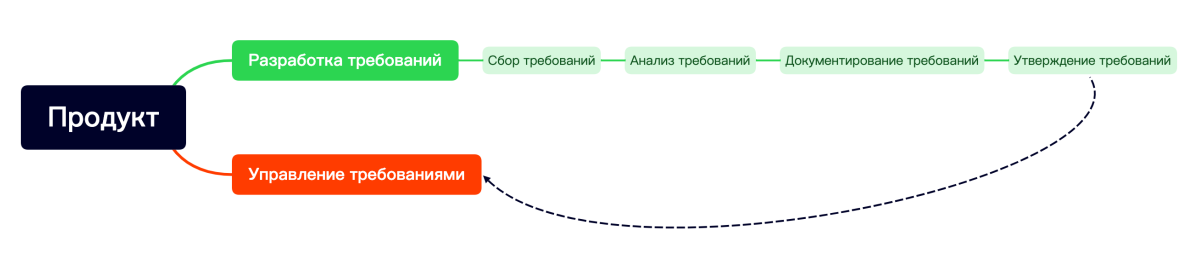 Продукт
Разработка требований
Сбор требований
Анализ требований
Документирование требований
Утверждение требований
Управление требованиями